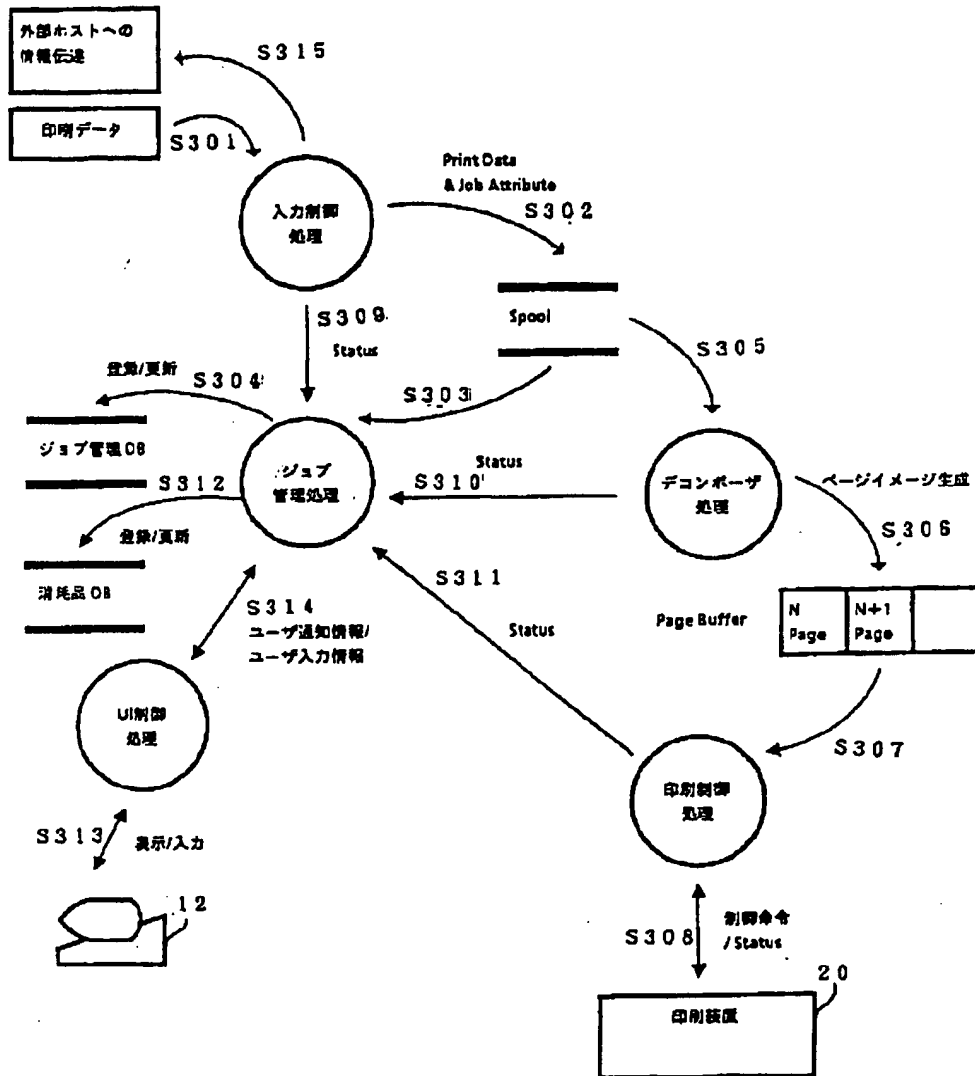 外部ホストへの
情報伝達
S315
印刷データ
S301
Print Data
& Job Attribute
S302
入力制御
処理
S309
Status
Spool
S305
登録/更新
S304
S303
ジョブ管理DB
ジョブ
管理処理
Status
S310
デコンポーザ
処理
ページイメージ生成
S306
S312
登録/更新
消耗品DB
S311
Status
S314
ユーザ通知情報/
ユーザ入力情報
Page Buffer
N
Page
N+1
Page
UI制御
処理
S307
印刷制御
処理
S313
表示/入力
12
S308
制御命令
/Status
20
印刷装置